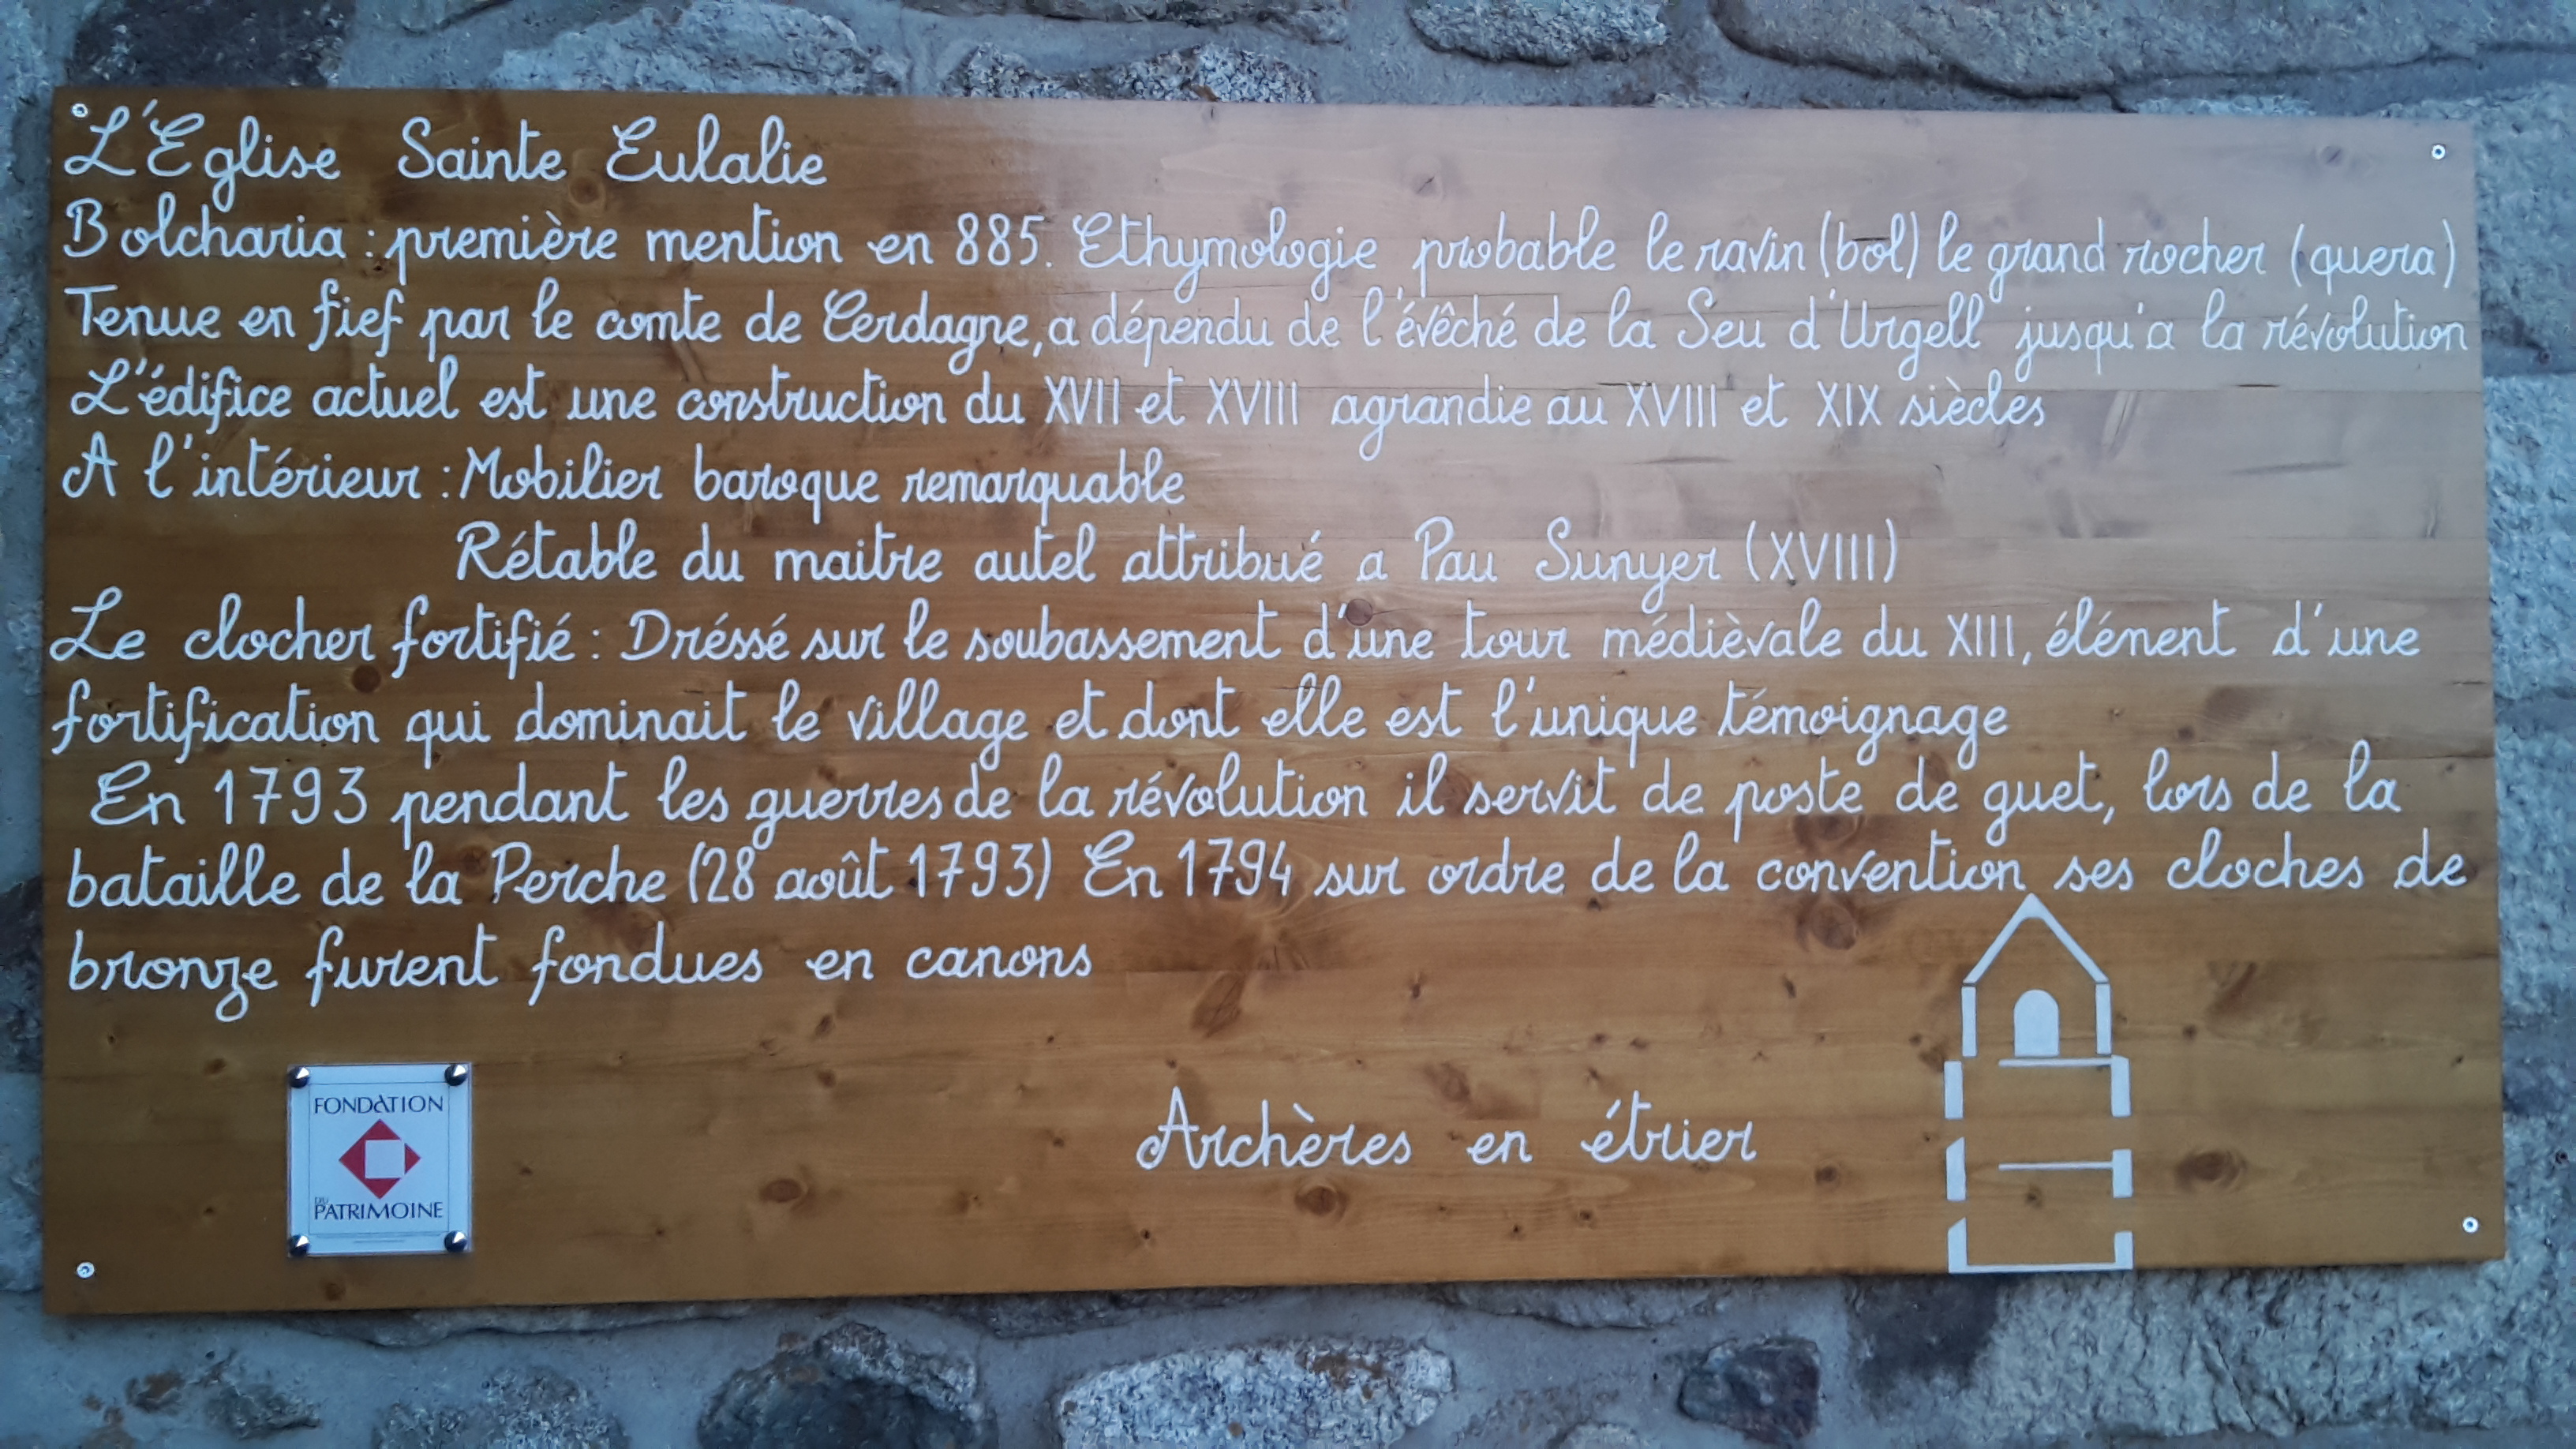 L'Eglise Sainte Eulalie
Bolcharia : première mention en 885. Ethymologie probable le ravin (bol) le grand rocher (quera)
Tenue en fief par le comte de Cerdagne, a dépendu de l'évêché de la Seu d'Urgell jusqu'a la révolution
L'édifice actuel est une construction du XVII et XVIII agrandie au XVIII et XIX siècles
A l'intérieur : Mobilier baroque remarquable
Rétable du maitre autel attribué a Pau Sunyer (XVIII)
Le clocher fortifié : Dréssé sur le soubassement d'une tour médièvale du XIII, élénent d'une
fortification qui dominait le village et dont elle est l'unique témoignage
En 1793 pendant les guerres de la révolution il servit de poste de guet, lors de la
bataille de la Perche (28 août 1793) En 1794 sur ordre de la convention ses cloches de
bronze furent fondues en canons
Archères en étrier
FONDATION
DU
PATRIMOINE